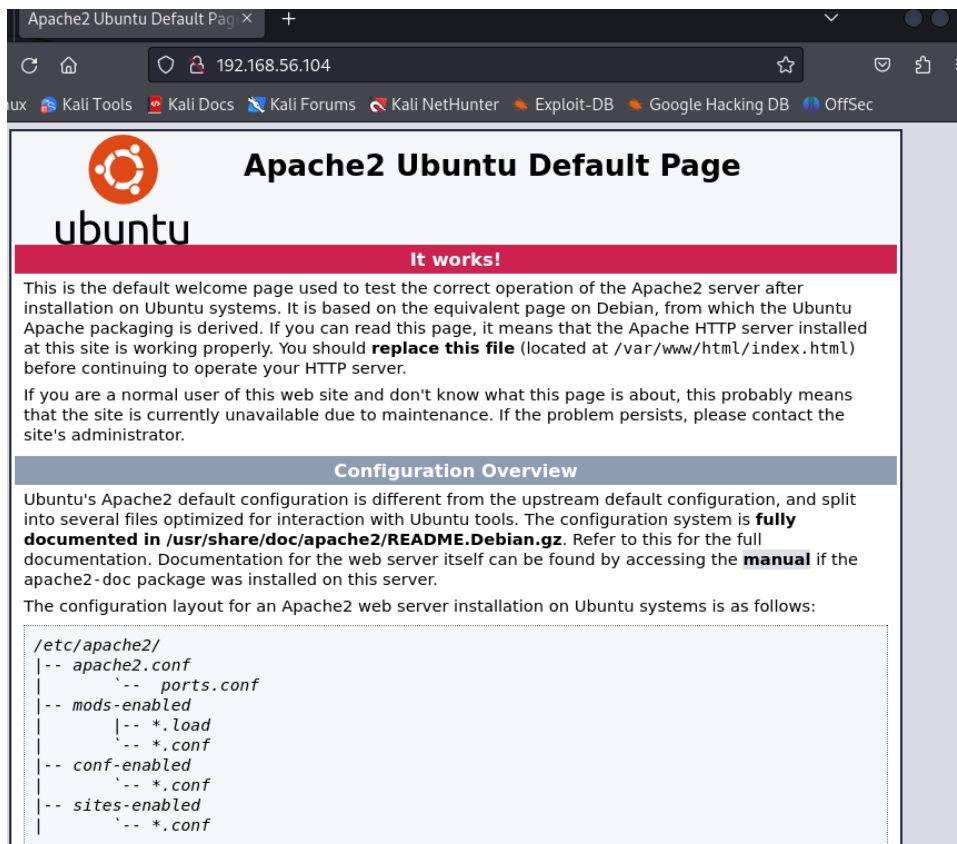 Apache2 Ubuntu Default Pag
192.168.56.104
ux Kali Tools Kali Docs Kali Forums Kali NetHunter Exploit-DB Google Hacking DB OffSec
Apache2 Ubuntu Default Page
ubuntu
It works!
This is the default welcome page used to test the correct operation of the Apache2 server after
installation on Ubuntu systems. It is based on the equivalent page on Debian, from which the Ubuntu
Apache packaging is derived. If you can read this page, it means that the Apache HTTP server installed
at this site is working properly. You should replace this file (located at /var/www/html/index.html)
before continuing to operate your HTTP server.
If you are a normal user of this web site and don't know what this page is about, this probably means
that the site is currently unavailable due to maintenance. If the problem persists, please contact the
site's administrator.
Configuration Overview
Ubuntu's Apache2 default configuration is different from the upstream default configuration, and split
into several files optimized for interaction with Ubuntu tools. The configuration system is fully
documented in /usr/share/doc/apache2/README.Debian.gz. Refer to this for the full
documentation. Documentation for the web server itself can be found by accessing the manual if the
apache2-doc package was installed on this server.
The configuration layout for an Apache2 web server installation on Ubuntu systems is as follows:
/etc/apache2/
|-- apache2.conf
|       `--  ports.conf
|-- mods-enabled
|       |-- *.load
|       `-- *.conf
|-- conf-enabled
|       `-- *.conf
|-- sites-enabled
|       `-- *.conf